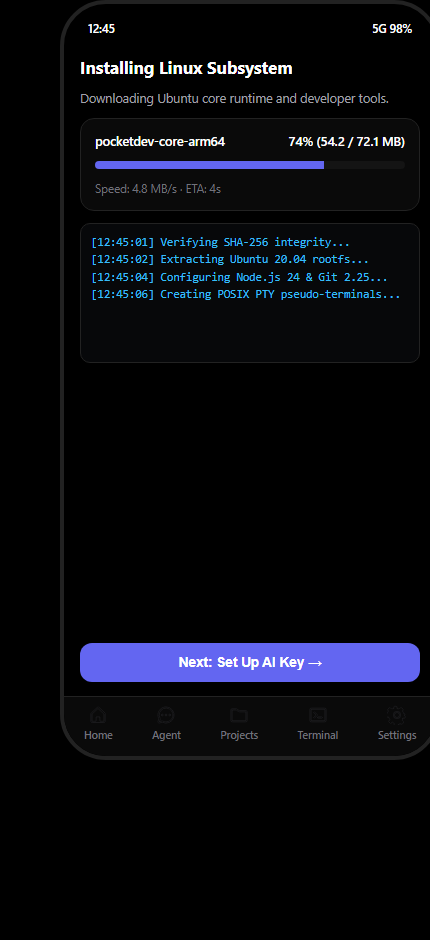 12:45 5G 98%
Installing Linux Subsystem
Downloading Ubuntu core runtime and developer tools.
pocketdev-core-arm64 74% (54.2 / 72.1 MB)
Speed: 4.8 MB/s · ETA: 4s
[12:45:01] Verifying SHA-256 integrity...
[12:45:02] Extracting Ubuntu 20.04 rootfs...
[12:45:04] Configuring Node.js 24 & Git 2.25...
[12:45:06] Creating POSIX PTY pseudo-terminals...
Next: Set Up AI Key →
Home Agent Projects Terminal Settings